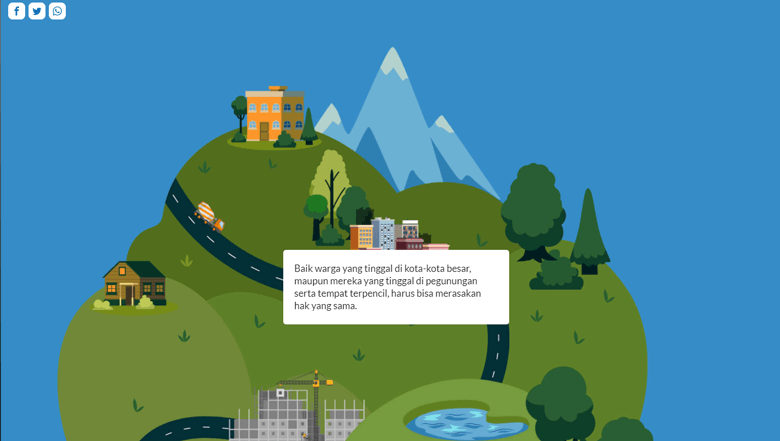 Baik warga yang tinggal di kota-kota besar,
maupun mereka yang tinggal di pegunungan
serta tempat terpencil, harus bisa merasakan
hak yang sama.